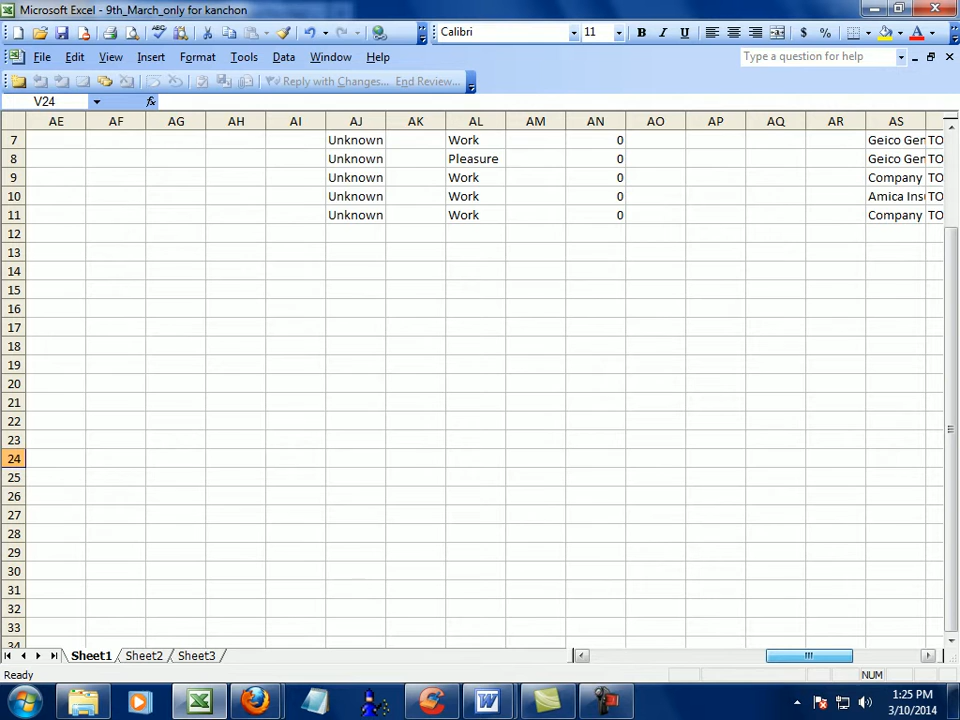 Microsoft Excel - 9th_March_only for kanchon
Calibri 11 B I U $ %
File Edit View Insert Format Tools Data Window Help Type a question for help
Reply with Changes... End Review...
V24 fx
AE AF AG AH AI AJ AK AL AM AN AO AP AQ AR AS
7 Unknown Work 0 Geico Gen TO
8 Unknown Pleasure 0 Geico Gen TO
9 Unknown Work 0 Company TO
10 Unknown Work 0 Amica Ins TO
11 Unknown Work 0 Company TO
12
13
14
15
16
17
18
19
20
21
22
23
24
25
26
27
28
29
30
31
32
33
34
Sheet1 Sheet2 Sheet3
Ready NUM
1:25 PM
3/10/2014